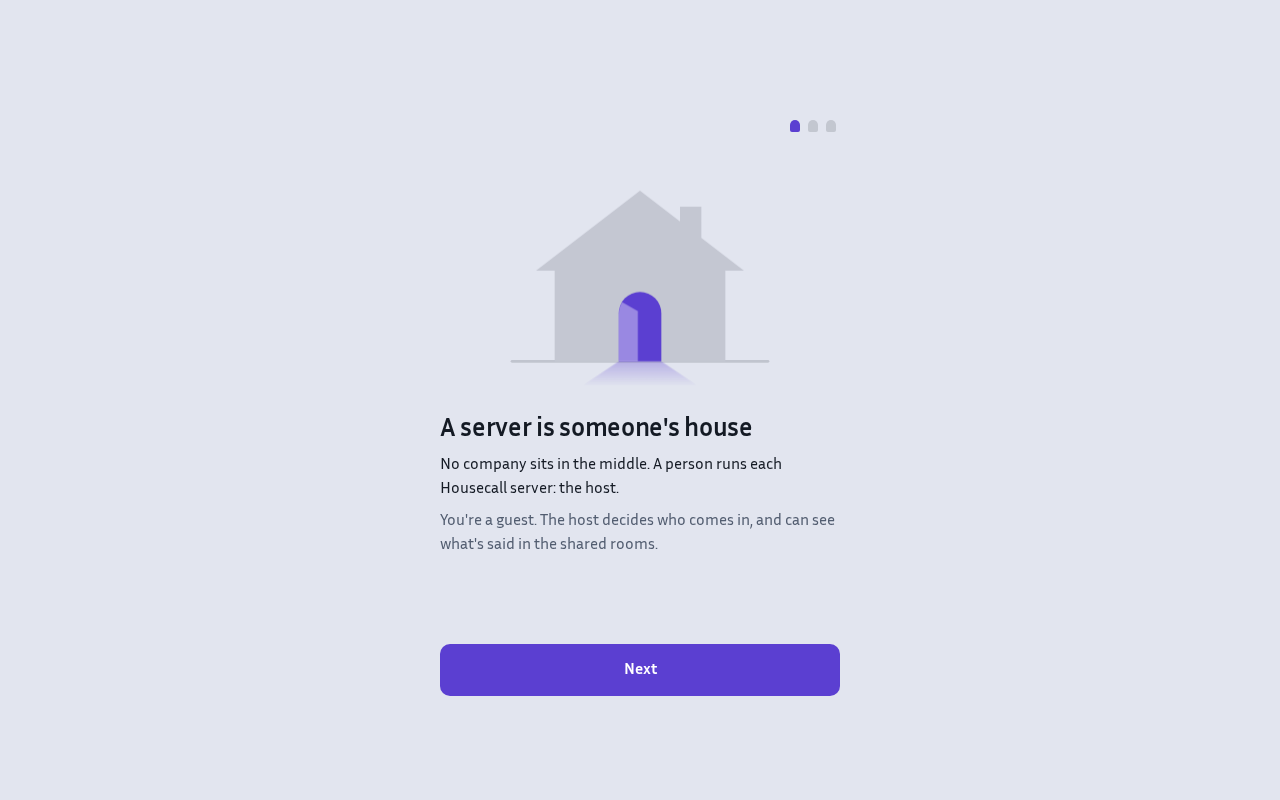 A server is someone's house
No company sits in the middle. A person runs each
Housecall server: the host.
You're a guest. The host decides who comes in, and can see
what's said in the shared rooms.
Next